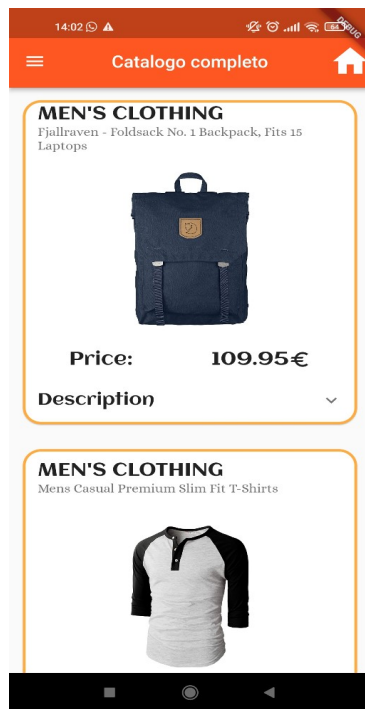 14:02
DEBUG
Catalogo completo
MEN'S CLOTHING
Fjallraven - Foldsack No. 1 Backpack, Fits 15
Laptops
Price: 109.95€
Description
MEN'S CLOTHING
Mens Casual Premium Slim Fit T-Shirts